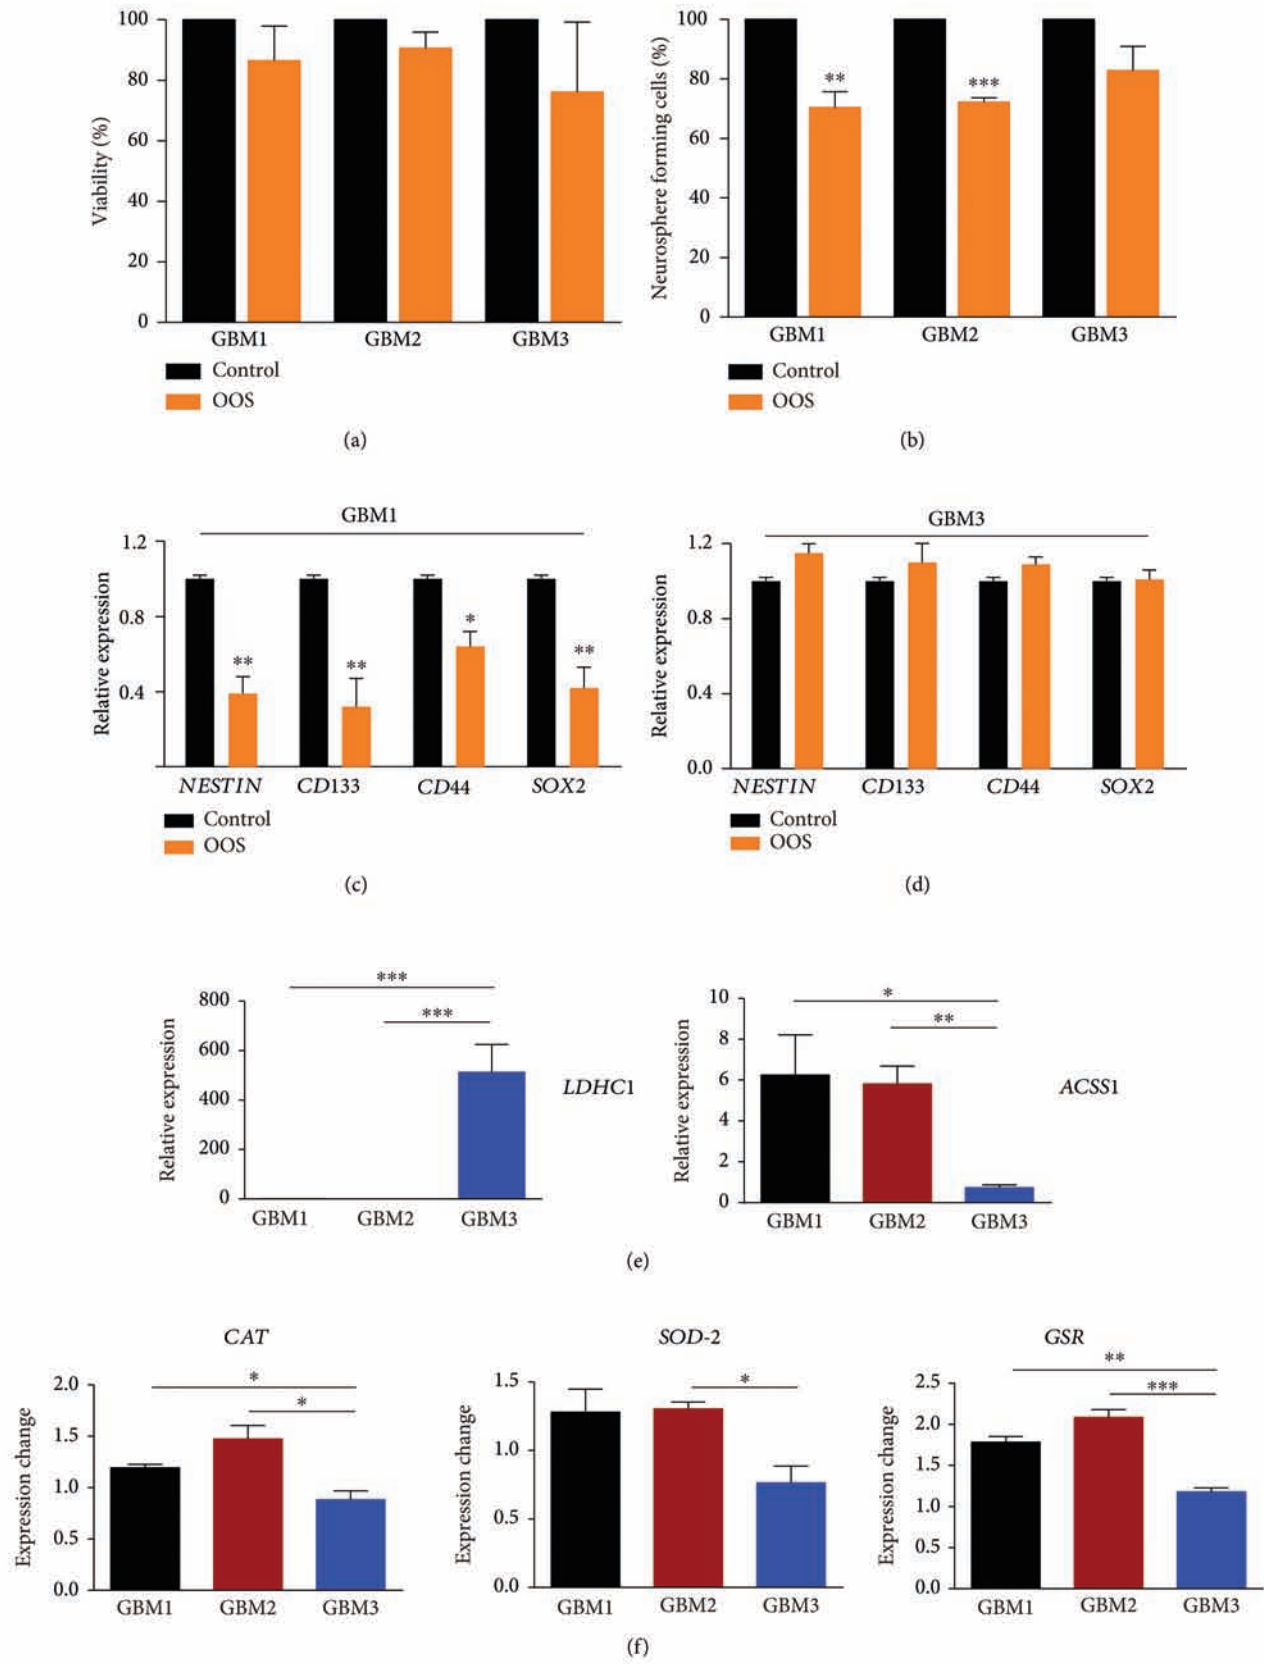 100
80
60
40
20
0
Viability (%)
GBM1 GBM2 GBM3
Control
OOS
(a)
100
80
60
40
20
0
Neurosphere forming cells (%)
** ***
GBM1 GBM2 GBM3
Control
OOS
(b)
GBM1
1.2
0.8
0.4
Relative expression
** ** * **
NESTIN CD133 CD44 SOX2
Control
OOS
(c)
GBM3
1.2
0.8
0.4
0.0
Relative expression
NESTIN CD133 CD44 SOX2
Control
OOS
(d)
***
***
800
600
400
200
0
Relative expression
LDHC1
GBM1 GBM2 GBM3
*
**
10
8
6
4
2
0
Relative expression
ACSS1
GBM1 GBM2 GBM3
(e)
CAT
*
*
2.0
1.5
1.0
0.5
0.0
Expression change
GBM1 GBM2 GBM3
SOD-2
*
1.5
1.0
0.5
0.0
Expression change
GBM1 GBM2 GBM3
GSR
**
***
2.5
2.0
1.5
1.0
0.5
0.0
Expression change
GBM1 GBM2 GBM3
(f)